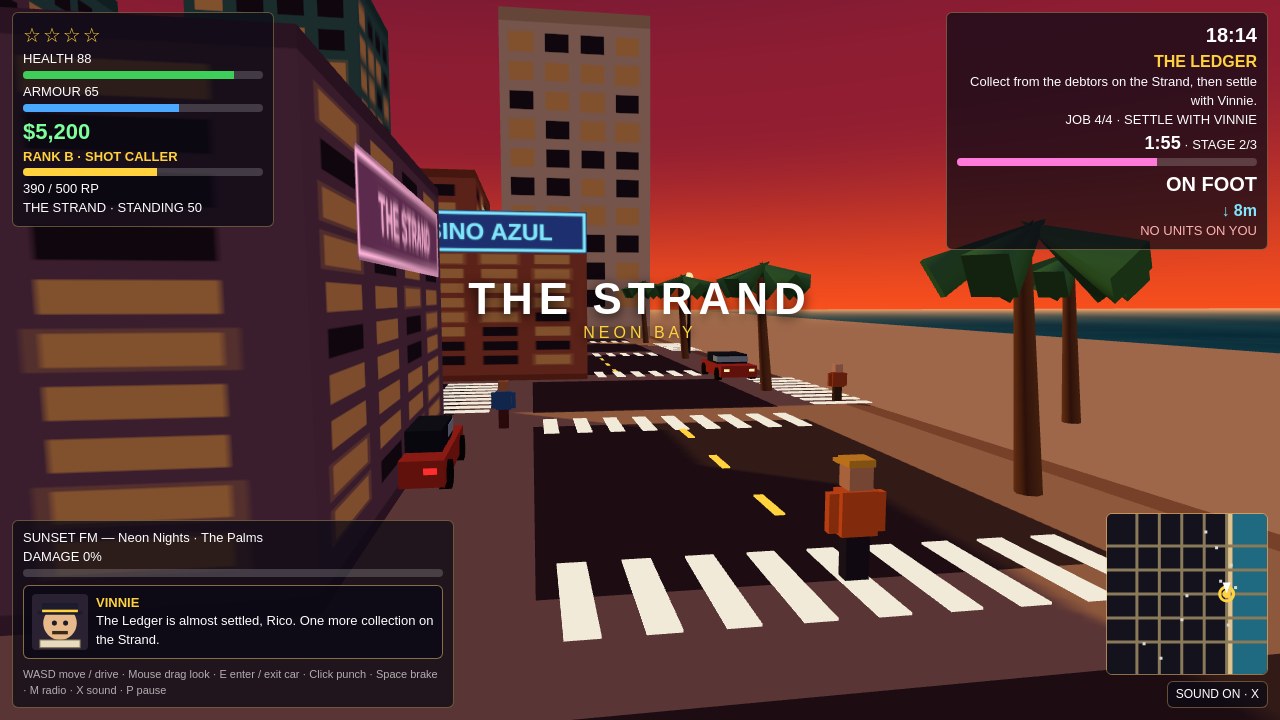 ☆☆☆☆
HEALTH 88
ARMOUR 65
$5,200
RANK B · SHOT CALLER
390 / 500 RP
THE STRAND · STANDING 50
18:14
THE LEDGER
Collect from the debtors on the Strand, then settle
with Vinnie.
JOB 4/4 · SETTLE WITH VINNIE
1:55 · STAGE 2/3
ON FOOT
↓ 8m
NO UNITS ON YOU
THE STRAND
INO AZUL
THE STRAND
NEON BAY
SUNSET FM — Neon Nights · The Palms
DAMAGE 0%
VINNIE
The Ledger is almost settled, Rico. One more collection on
the Strand.
WASD move / drive · Mouse drag look · E enter / exit car · Click punch · Space brake
· M radio · X sound · P pause
SOUND ON · X